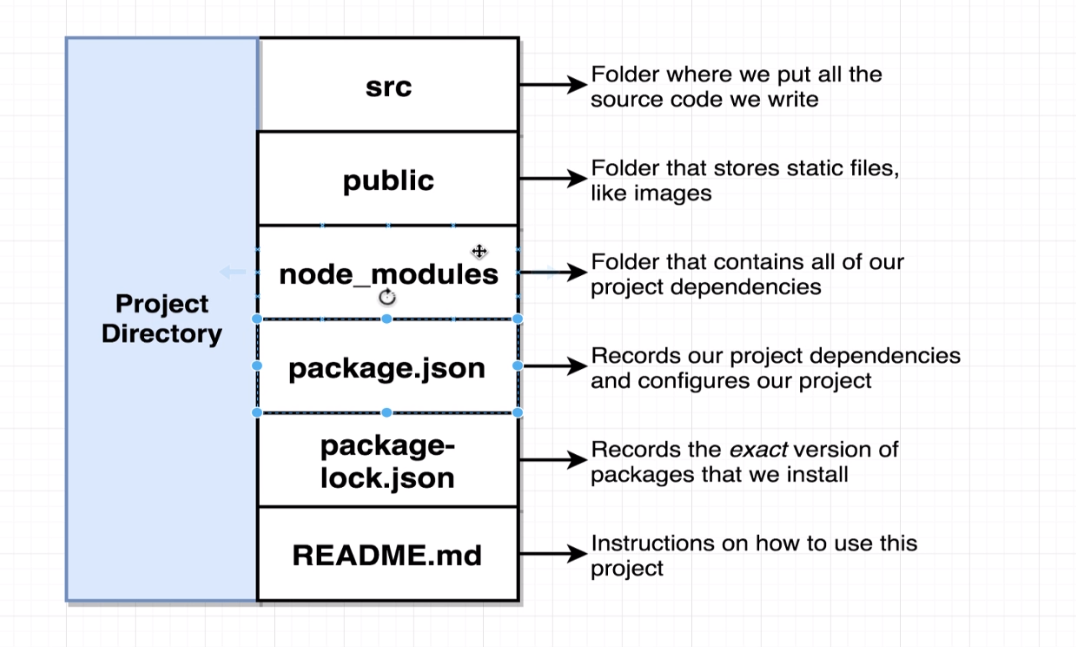 Project
Directory
src
Folder where we put all the
source code we write
public
Folder that stores static files,
like images
node_modules
Folder that contains all of our
project dependencies
package.json
Records our project dependencies
and configures our project
package-
lock.json
Records the exact version of
packages that we install
README.md
Instructions on how to use this
project